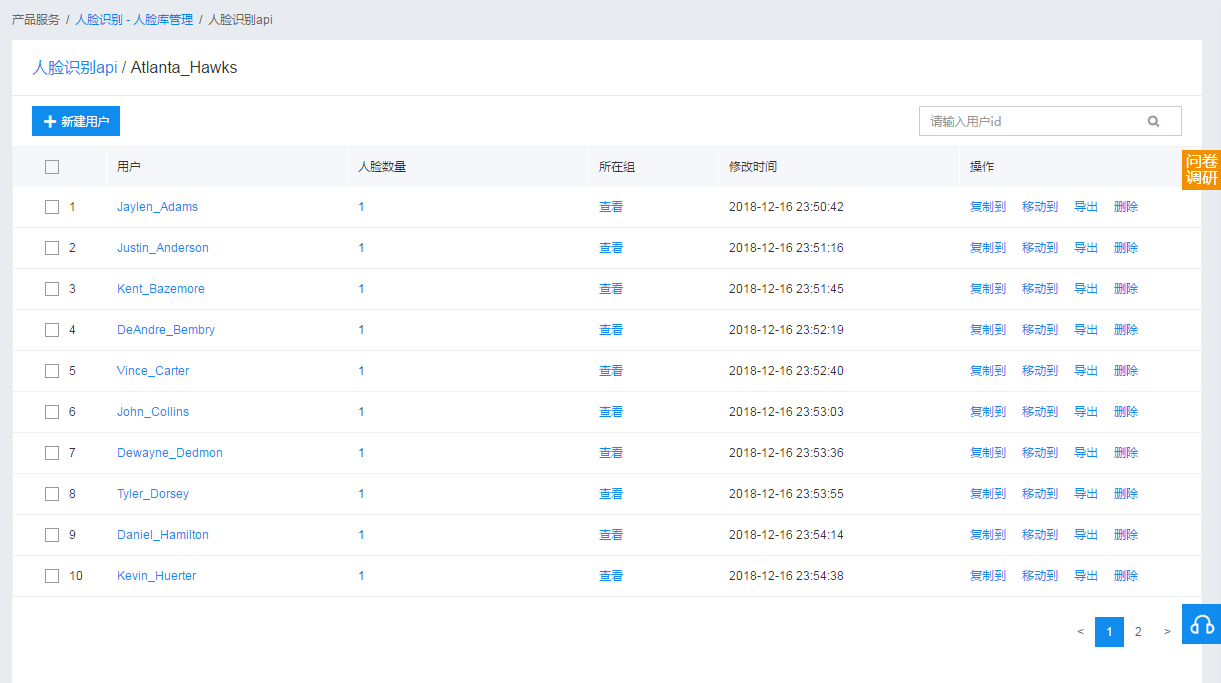 产品服务 / 人脸识别 - 人脸库管理 / 人脸识别api
人脸识别api / Atlanta_Hawks
新建用户
请输入用户id
问卷
调研
用户 人脸数量 所在组 修改时间 操作
1 Jaylen_Adams 1 查看 2018-12-16 23:50:42 复制到 移动到 导出 删除
2 Justin_Anderson 1 查看 2018-12-16 23:51:16 复制到 移动到 导出 删除
3 Kent_Bazemore 1 查看 2018-12-16 23:51:45 复制到 移动到 导出 删除
4 DeAndre_Bembry 1 查看 2018-12-16 23:52:19 复制到 移动到 导出 删除
5 Vince_Carter 1 查看 2018-12-16 23:52:40 复制到 移动到 导出 删除
6 John_Collins 1 查看 2018-12-16 23:53:03 复制到 移动到 导出 删除
7 Dewayne_Dedmon 1 查看 2018-12-16 23:53:36 复制到 移动到 导出 删除
8 Tyler_Dorsey 1 查看 2018-12-16 23:53:55 复制到 移动到 导出 删除
9 Daniel_Hamilton 1 查看 2018-12-16 23:54:14 复制到 移动到 导出 删除
10 Kevin_Huerter 1 查看 2018-12-16 23:54:38 复制到 移动到 导出 删除
< 1 2 >